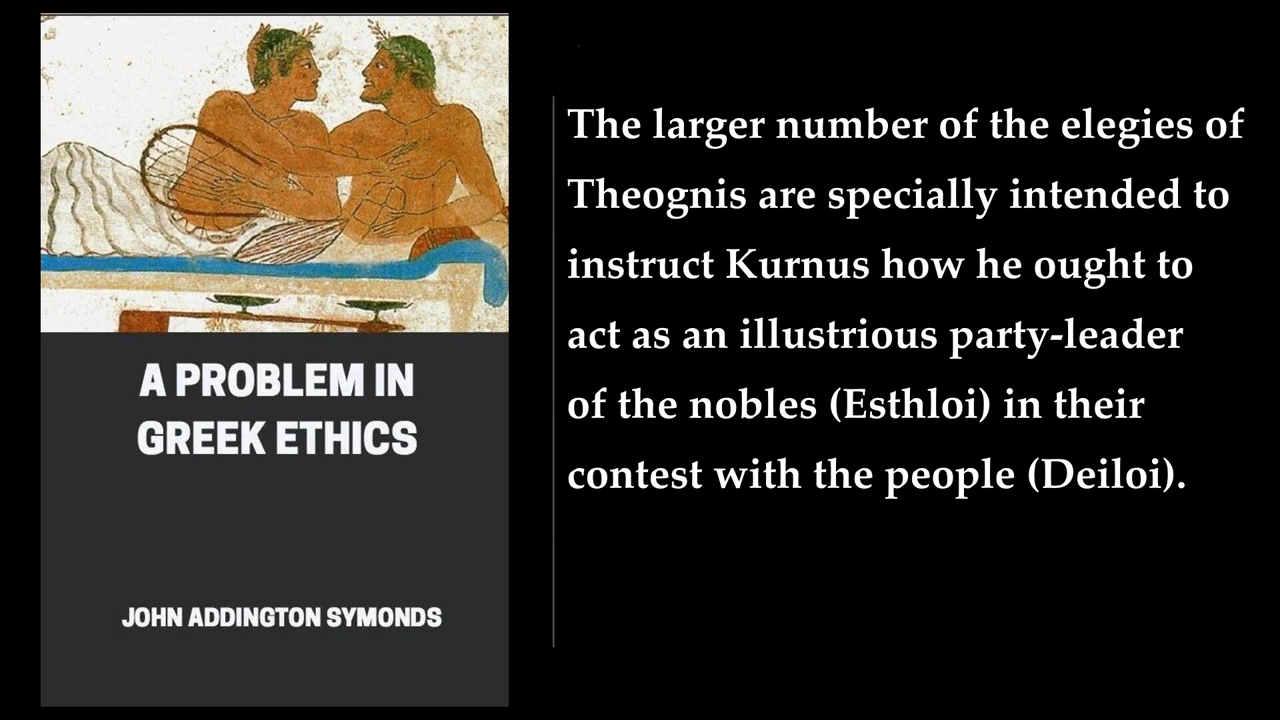 A PROBLEM IN
GREEK ETHICS
JOHN ADDINGTON SYMONDS
The larger number of the elegies of
Theognis are specially intended to
instruct Kurnus how he ought to
act as an illustrious party-leader
of the nobles (Esthloi) in their
contest with the people (Deiloi).